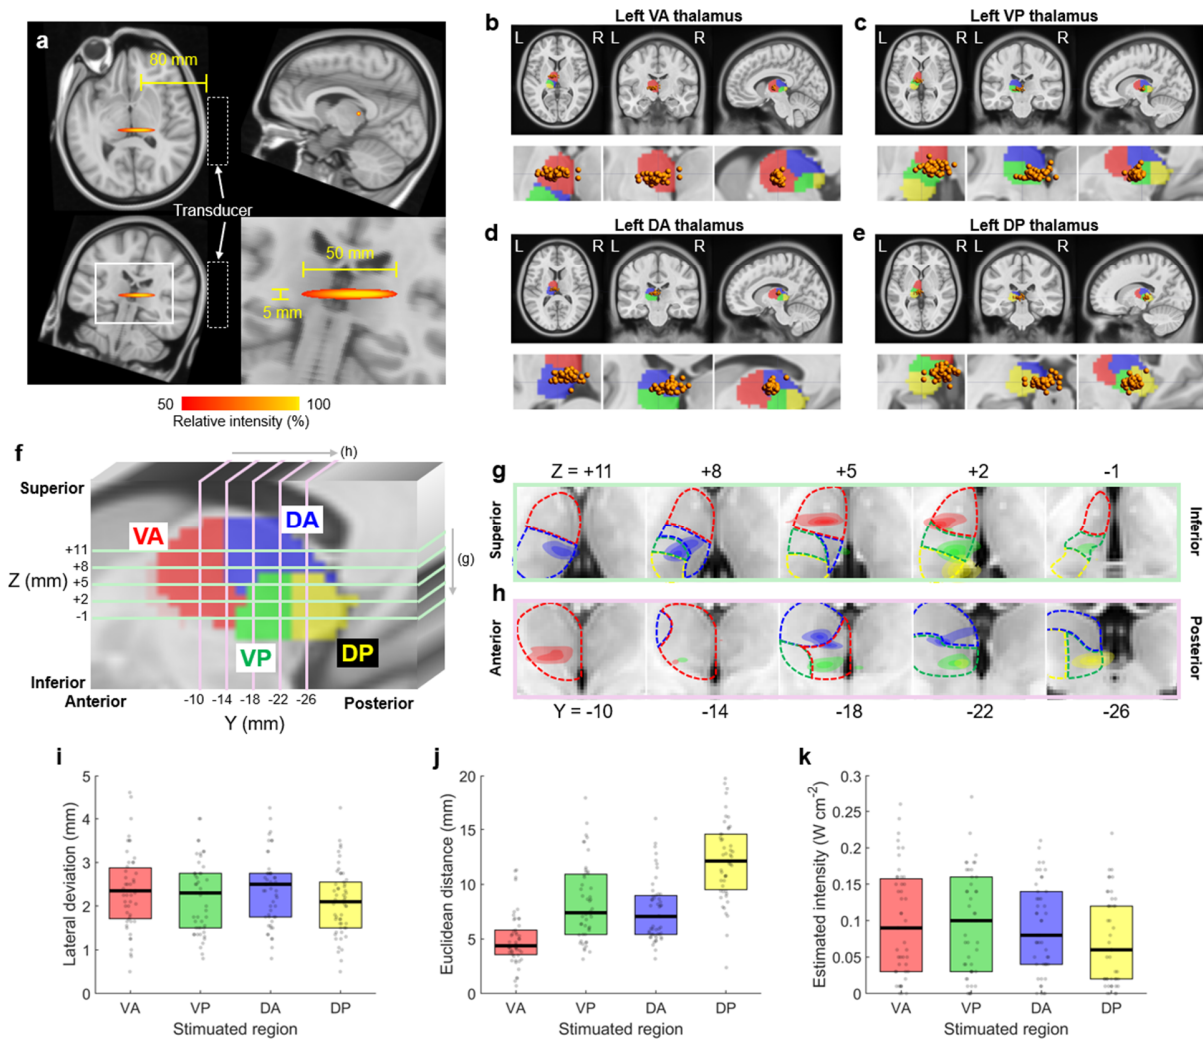 a
80 mm
Transducer
50 mm
5 mm
50
100
Relative intensity (%)
b
Left VA thalamus
L
R
L
R
c
Left VP thalamus
L
R
L
R
d
Left DA thalamus
L
R
L
R
e
Left DP thalamus
L
R
L
R
f
(h)
Superior
VA
DA
+11
+8
Z (mm)
+5
+2
-1
(g)
VP
DP
Inferior
Anterior
-10
-14
-18
-22
-26
Posterior
Y (mm)
g
Z = +11
+8
+5
+2
-1
Superior
Inferior
h
Anterior
Posterior
Y = -10
-14
-18
-22
-26
i
Lateral deviation (mm)
5
4
3
2
1
0
VA
VP
DA
DP
Stimuated region
j
Euclidean distance (mm)
20
15
10
5
0
VA
VP
DA
DP
Stimuated region
k
Estimated intensity (W cm-2)
0.3
0.25
0.2
0.15
0.1
0.05
0
VA
VP
DA
DP
Stimuated region